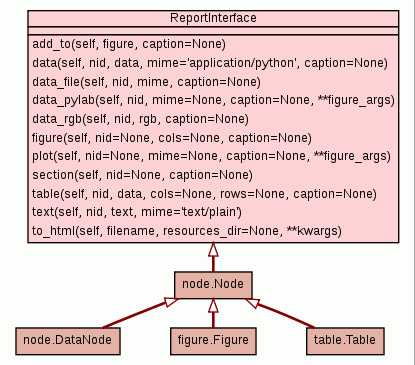 ReportInterface
add_to(self, figure, caption=None)
data(self, nid, data, mime='application/python', caption=None)
data_file(self, nid, mime, caption=None)
data_pylab(self, nid, mime=None, caption=None, **figure_args)
data_rgb(self, nid, rgb, caption=None)
figure(self, nid=None, cols=None, caption=None)
plot(self, nid=None, mime=None, caption=None, **figure_args)
section(self, nid=None, caption=None)
table(self, nid, data, cols=None, rows=None, caption=None)
text(self, nid, text, mime='text/plain')
to_html(self, filename, resources_dir=None, **kwargs)
node.Node
node.DataNode
figure.Figure
table.Table